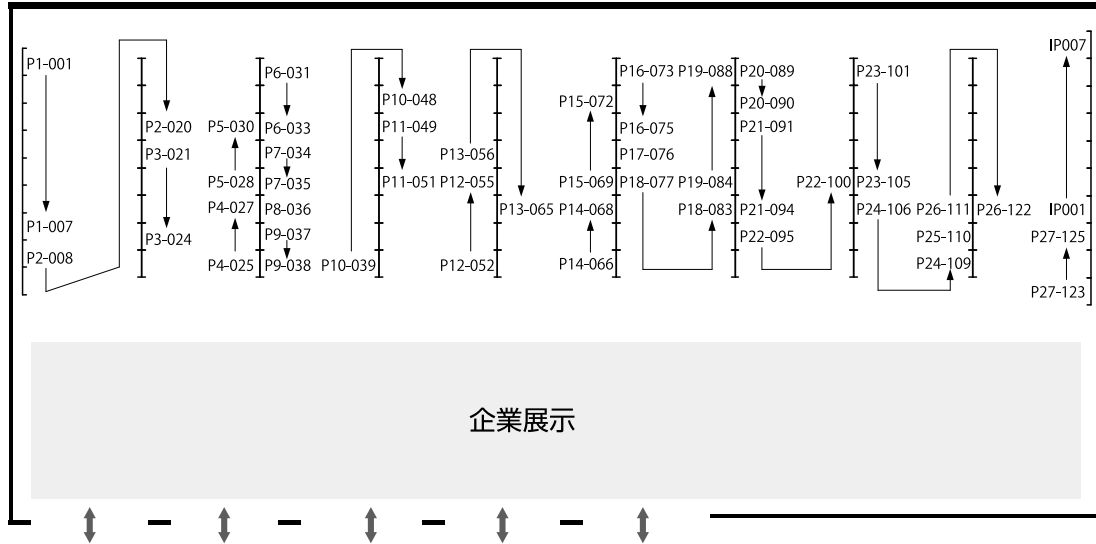 P1-001
P1-007
P2-008
P2-020
P3-021
P3-024
P4-025
P4-027
P5-028
P5-030
P6-031
P6-033
P7-034
P7-035
P8-036
P9-037
P9-038
P10-039
P10-048
P11-049
P11-051
P12-052
P12-055
P13-056
P13-065
P14-066
P14-068
P15-069
P15-072
P16-073
P16-075
P17-076
P18-077
P18-083
P19-084
P19-088
P20-089
P20-090
P21-091
P21-094
P22-095
P22-100
P23-101
P23-105
P24-106
P24-109
P25-110
P26-111
P26-122
P27-123
P27-125
IP001
IP007
企業展示